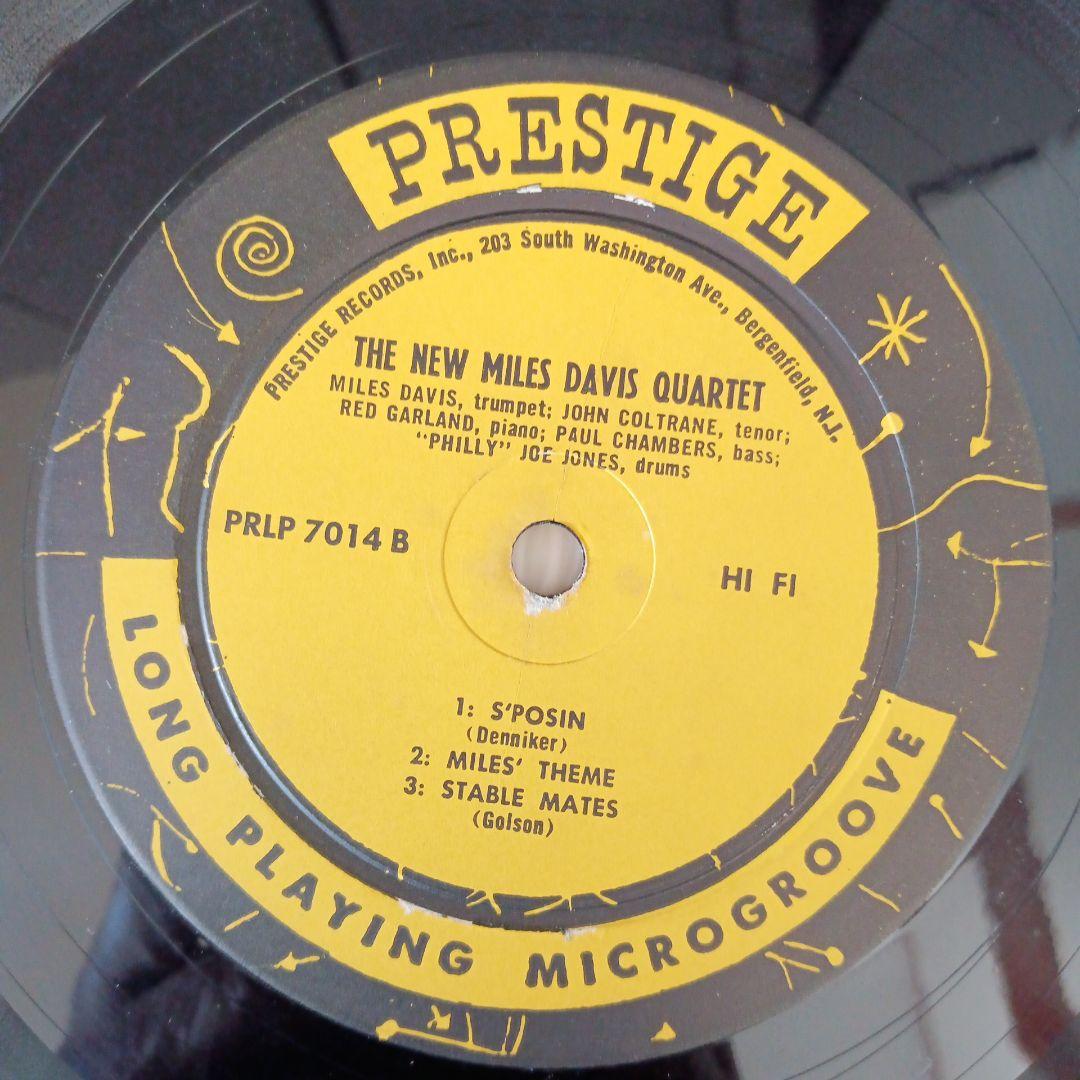 PRESTIGE
PRESTIGE RECORDS, Inc., 203 South Washington Ave., Bergenfield, N.J.
THE NEW MILES DAVIS QUARTET
MILES DAVIS, trumpet; JOHN COLTRANE, tenor;
RED GARLAND, piano; PAUL CHAMBERS, bass;
"PHILLY" JOE JONES, drums
PRLP 7014 B
HI FI
1: S'POSIN
(Denniker)
2: MILES' THEME
3: STABLE MATES
(Golson)
LONG PLAYING MICROGROOVE